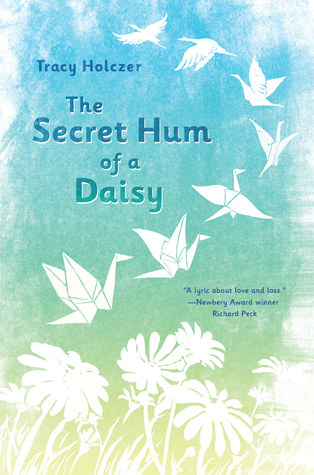 Tracy Holczer
The
Secret Hum
of a
Daisy
"A lyric about love and loss."
—Newbery Award winner
Richard Peck